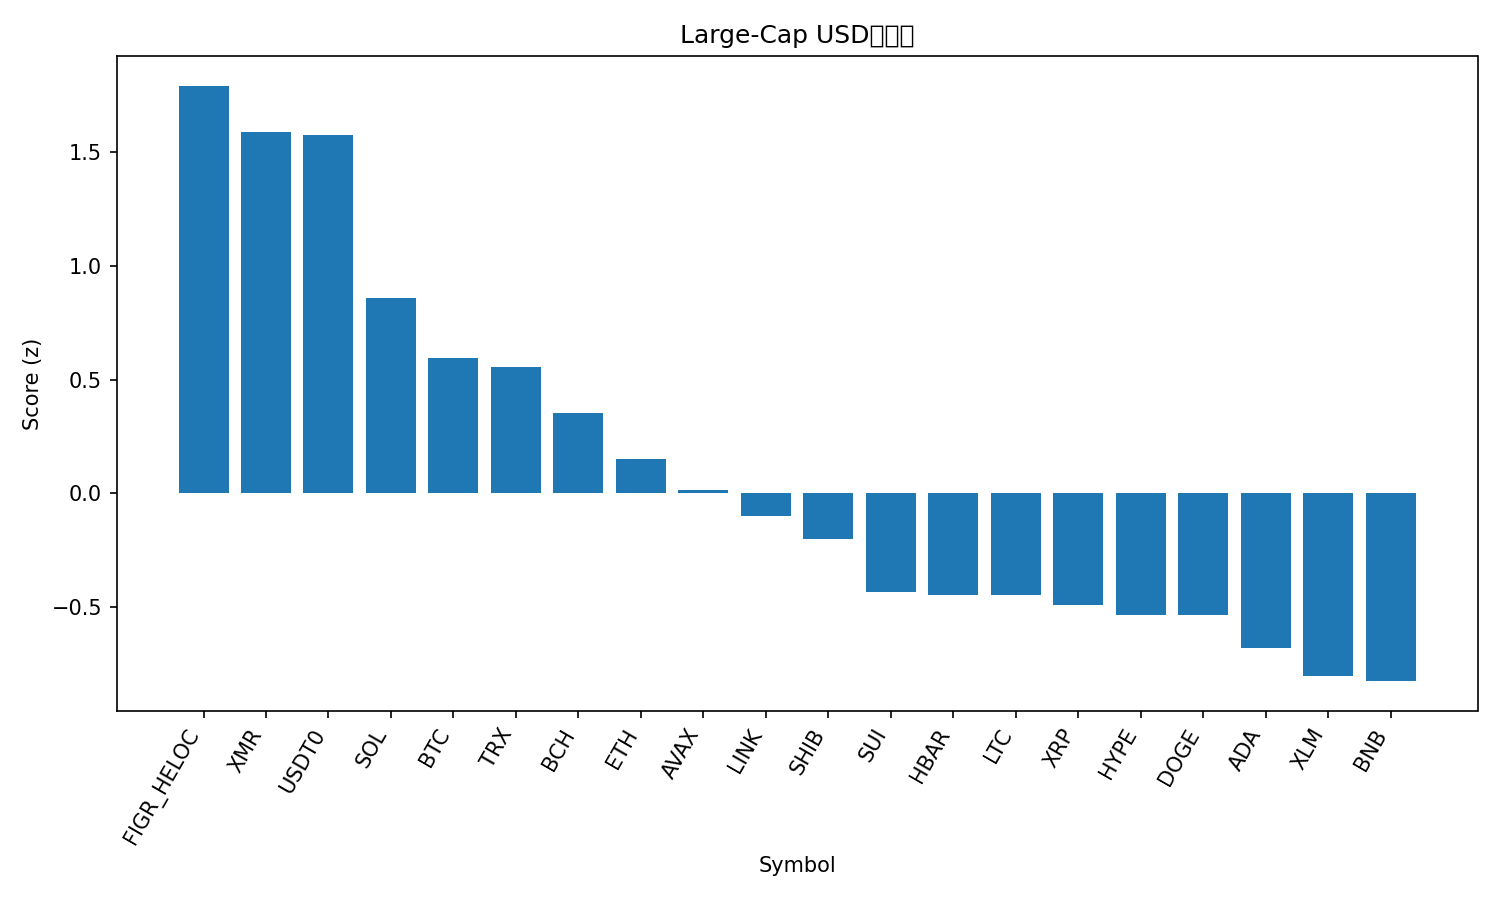 Large-Cap USD
Score (z)
1.5
1.0
0.5
0.0
−0.5
FIGR_HELOC
XMR
USDT0
SOL
BTC
TRX
BCH
ETH
AVAX
LINK
SHIB
SUI
HBAR
LTC
XRP
HYPE
DOGE
ADA
XLM
BNB
Symbol